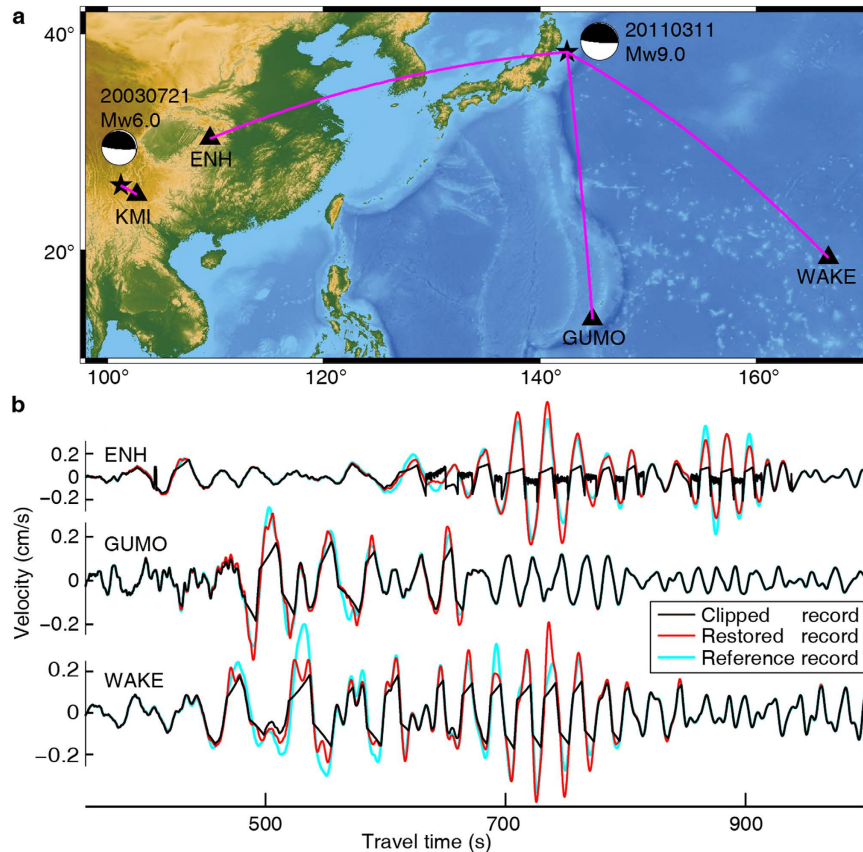 a
40°
20110311
Mw9.0
20030721
Mw6.0
ENH
KMI
20°
WAKE
GUMO
100°
120°
140°
160°
b
ENH
0.2
0
−0.2
GUMO
0.2
0
−0.2
Velocity (cm/s)
Clipped record
Restored record
Reference record
WAKE
0.2
0
−0.2
500
700
900
Travel time (s)